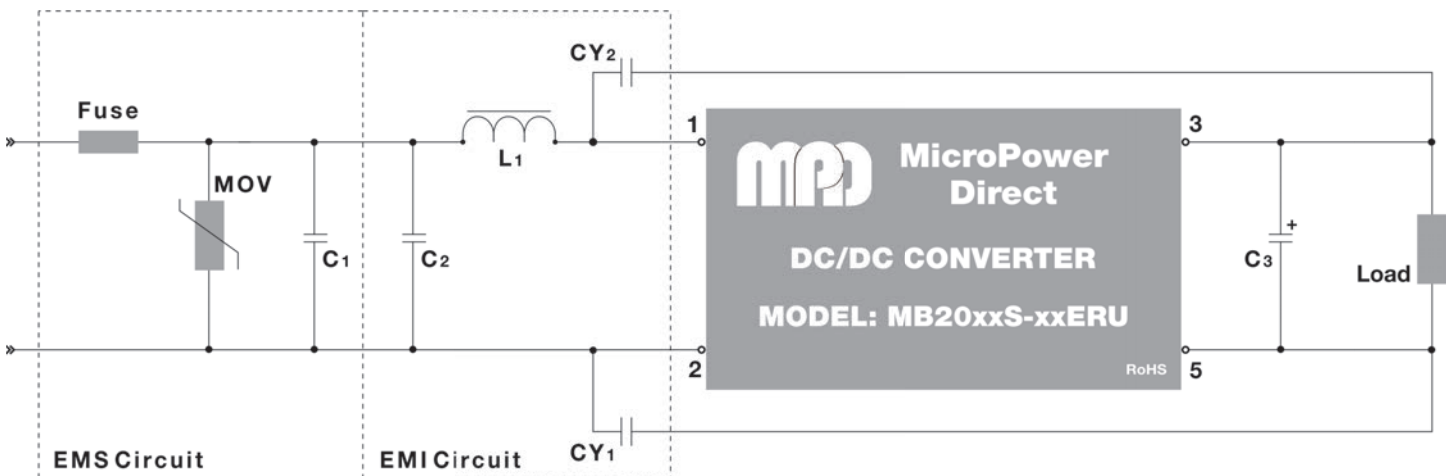 CY2
Fuse
1
3
L1
MPD
MicroPower
Direct
MOV
+
C1
C2
DC/DC CONVERTER
C3
Load
MODEL: MB20xxS-xxERU
2
RoHS
5
EMS Circuit
EMI Circuit
CY1